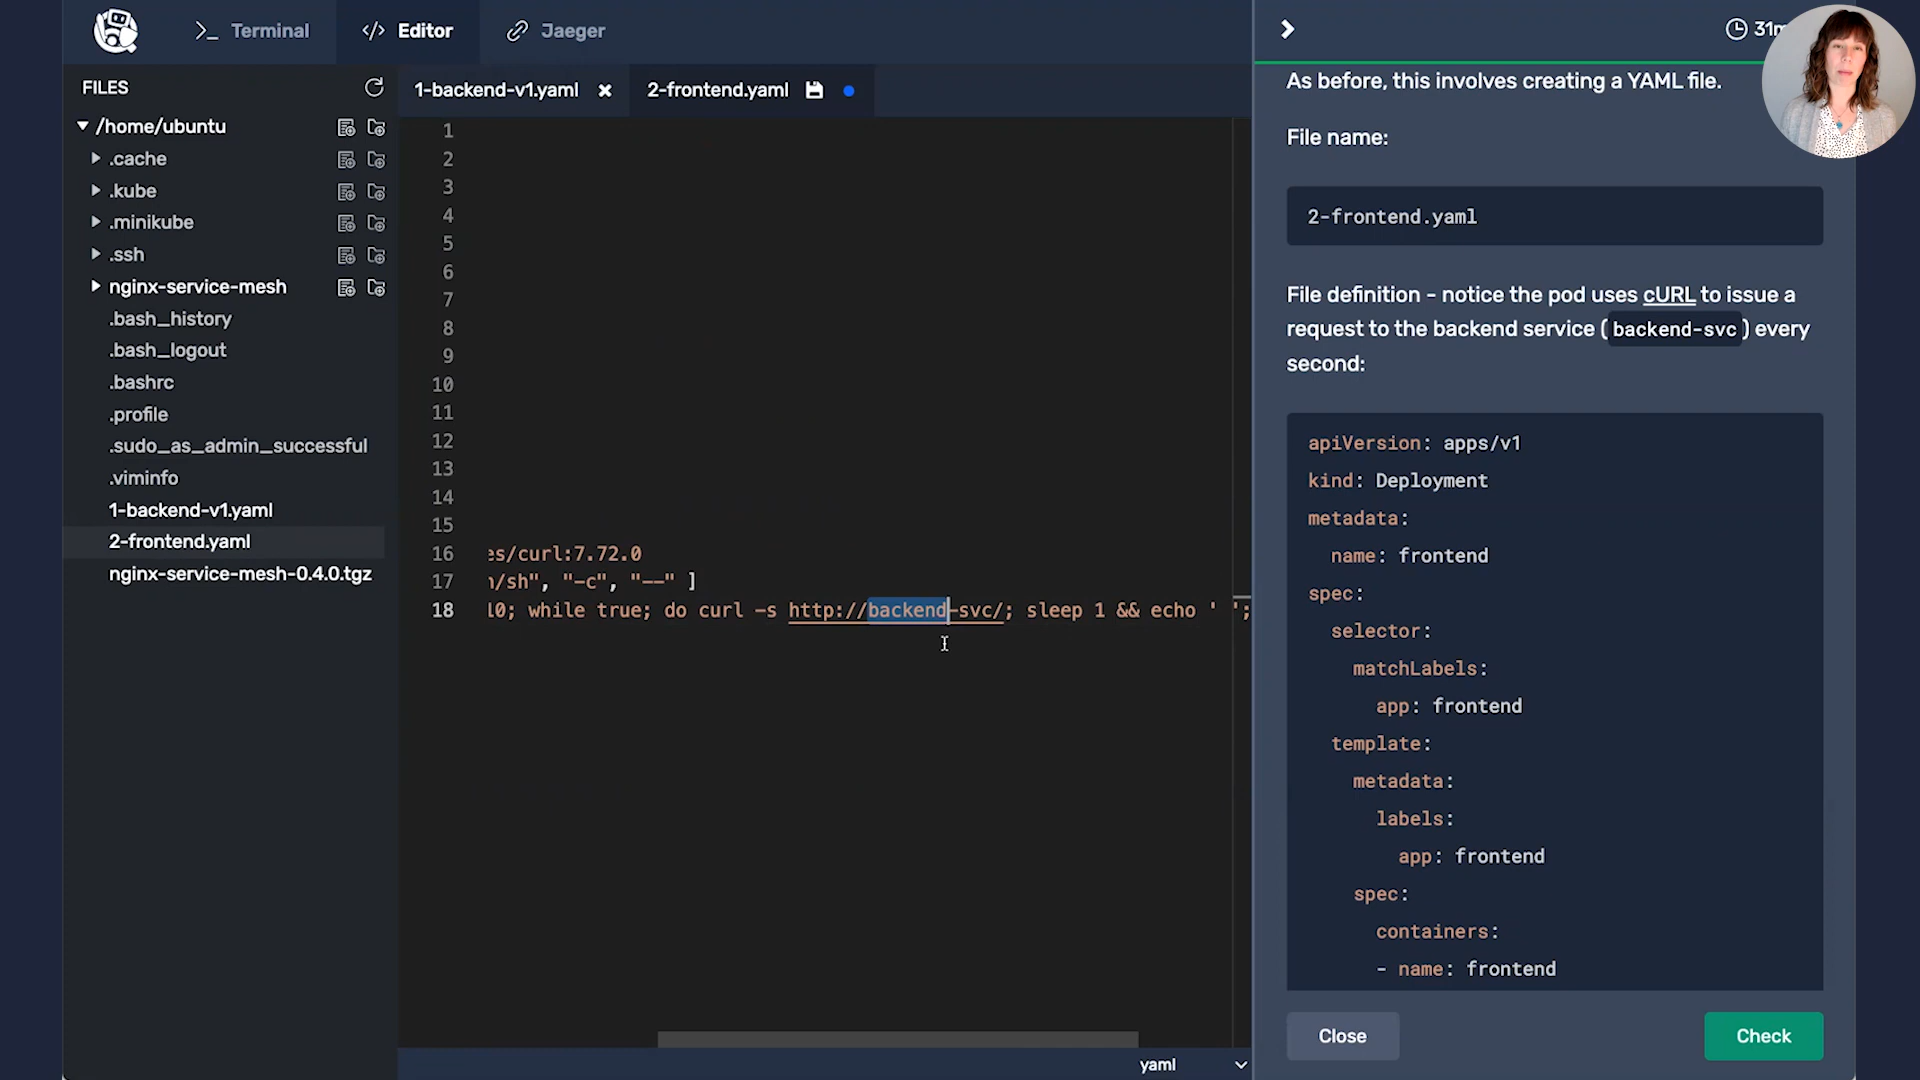 >_ Terminal
</> Editor
Jaeger
FILES
/home/ubuntu
.cache
.kube
.minikube
.ssh
nginx-service-mesh
.bash_history
.bash_logout
.bashrc
.profile
.sudo_as_admin_successful
.viminfo
1-backend-v1.yaml
2-frontend.yaml
nginx-service-mesh-0.4.0.tgz
1-backend-v1.yaml
2-frontend.yaml
1
2
3
4
5
6
7
8
9
10
11
12
13
14
15
16 es/curl:7.72.0
17 n/sh", "-c", "--" ]
18 10; while true; do curl -s http://backend-svc/; sleep 1 && echo ' ';
yaml
31m
As before, this involves creating a YAML file.
File name:
2-frontend.yaml
File definition - notice the pod uses cURL to issue a
request to the backend service ( backend-svc ) every
second:
apiVersion: apps/v1
kind: Deployment
metadata:
name: frontend
spec:
selector:
matchLabels:
app: frontend
template:
metadata:
labels:
app: frontend
spec:
containers:
- name: frontend
Close
Check